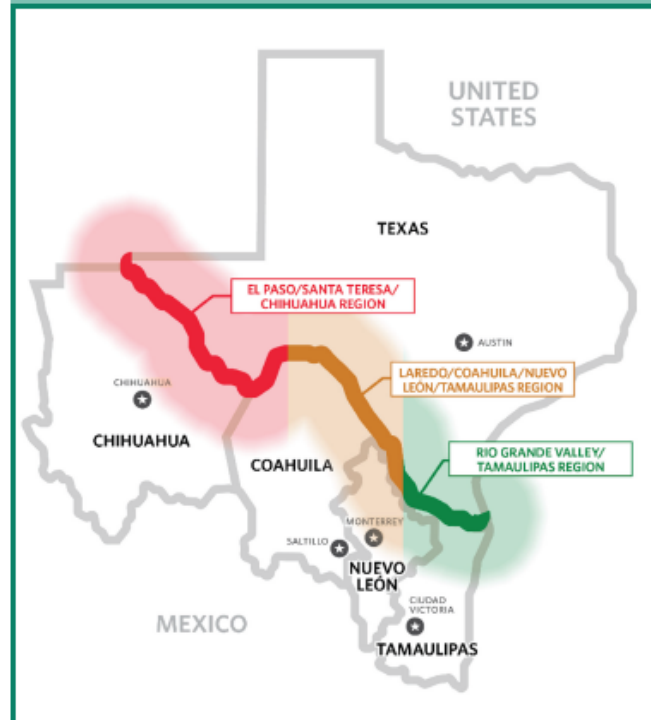 UNITED
STATES
TEXAS
EL PASO/SANTA TERESA/
CHIHUAHUA REGION
AUSTIN
LAREDO/COAHUILA/NUEVO
LEÓN/TAMAULIPAS REGION
CHIHUAHUA
CHIHUAHUA
COAHUILA
RIO GRANDE VALLEY/
TAMAULIPAS REGION
MONTERREY
SALTILLO
NUEVO
LEÓN
CIUDAD
VICTORIA
MEXICO
TAMAULIPAS